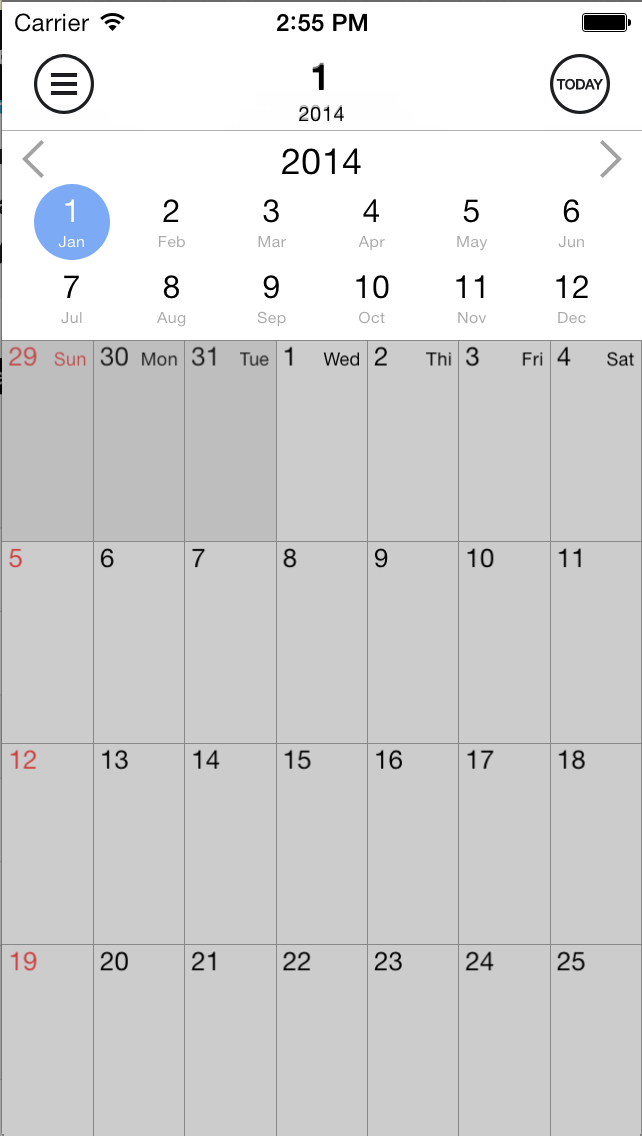 Carrier 2:55 PM
1
2014
TODAY
2014
1 2 3 4 5 6
Jan Feb Mar Apr May Jun
7 8 9 10 11 12
Jul Aug Sep Oct Nov Dec
29 Sun 30 Mon 31 Tue 1 Wed 2 Thi 3 Fri 4 Sat
5 6 7 8 9 10 11
12 13 14 15 16 17 18
19 20 21 22 23 24 25